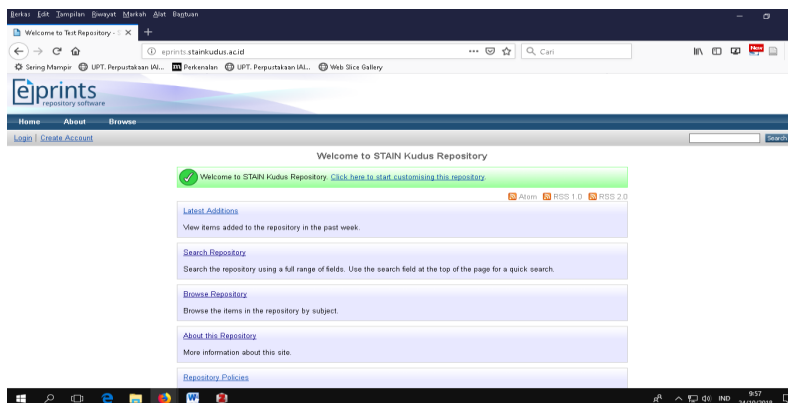 Berkas Edit Tampilan Riwayat Markah Alat Bantuan
Welcome to Test Repository - S
eprints.stainkudus.ac.id
Cari
Sering Mampir UPT. Perpustakaan IAI... Perkenalan UPT. Perpustakaan IAI... Web Slice Gallery
New
eprints
repository software
Home About Browse
Login | Create Account
Search
Welcome to STAIN Kudus Repository
Welcome to STAIN Kudus Repository. Click here to start customising this repository.
Atom RSS 1.0 RSS 2.0
Latest Additions
View items added to the repository in the past week.
Search Repository
Search the repository using a full range of fields. Use the search field at the top of the page for a quick search.
Browse Repository
Browse the items in the repository by subject.
About this Repository
More information about this site.
Repository Policies
IND
9:57
24/10/2018